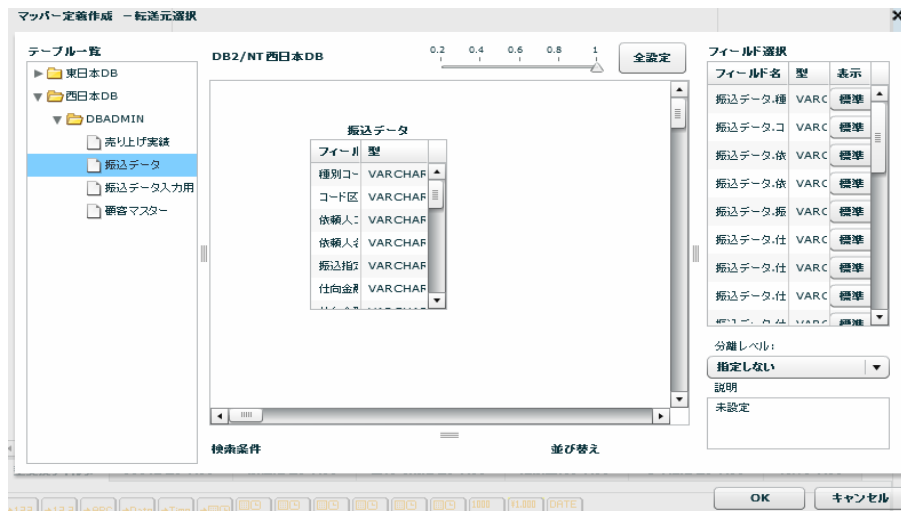 マッパー定義作成 －転送元選択
テーブル一覧
東日本DB
西日本DB
DBADMIN
売り上げ実績
振込データ
振込データ入力用
顧客マスター
DB2/NT 西日本DB
0.2 0.4 0.6 0.8 1
全設定
振込データ
フィール 型
種別コー VARCHAR
コード区 VARCHAR
依頼人コ VARCHAR
依頼人名 VARCHAR
振込指定 VARCHAR
仕向金融 VARCHAR
検索条件
並び替え
フィールド選択
フィールド名 型 表示
振込データ.種 VARC 標準
振込データ.コ VARC 標準
振込データ.依 VARC 標準
振込データ.依 VARC 標準
振込データ.振 VARC 標準
振込データ.仕 VARC 標準
振込データ.仕 VARC 標準
振込データ.仕 VARC 標準
分離レベル：
指定しない
説明
未設定
OK
キャンセル
DATE